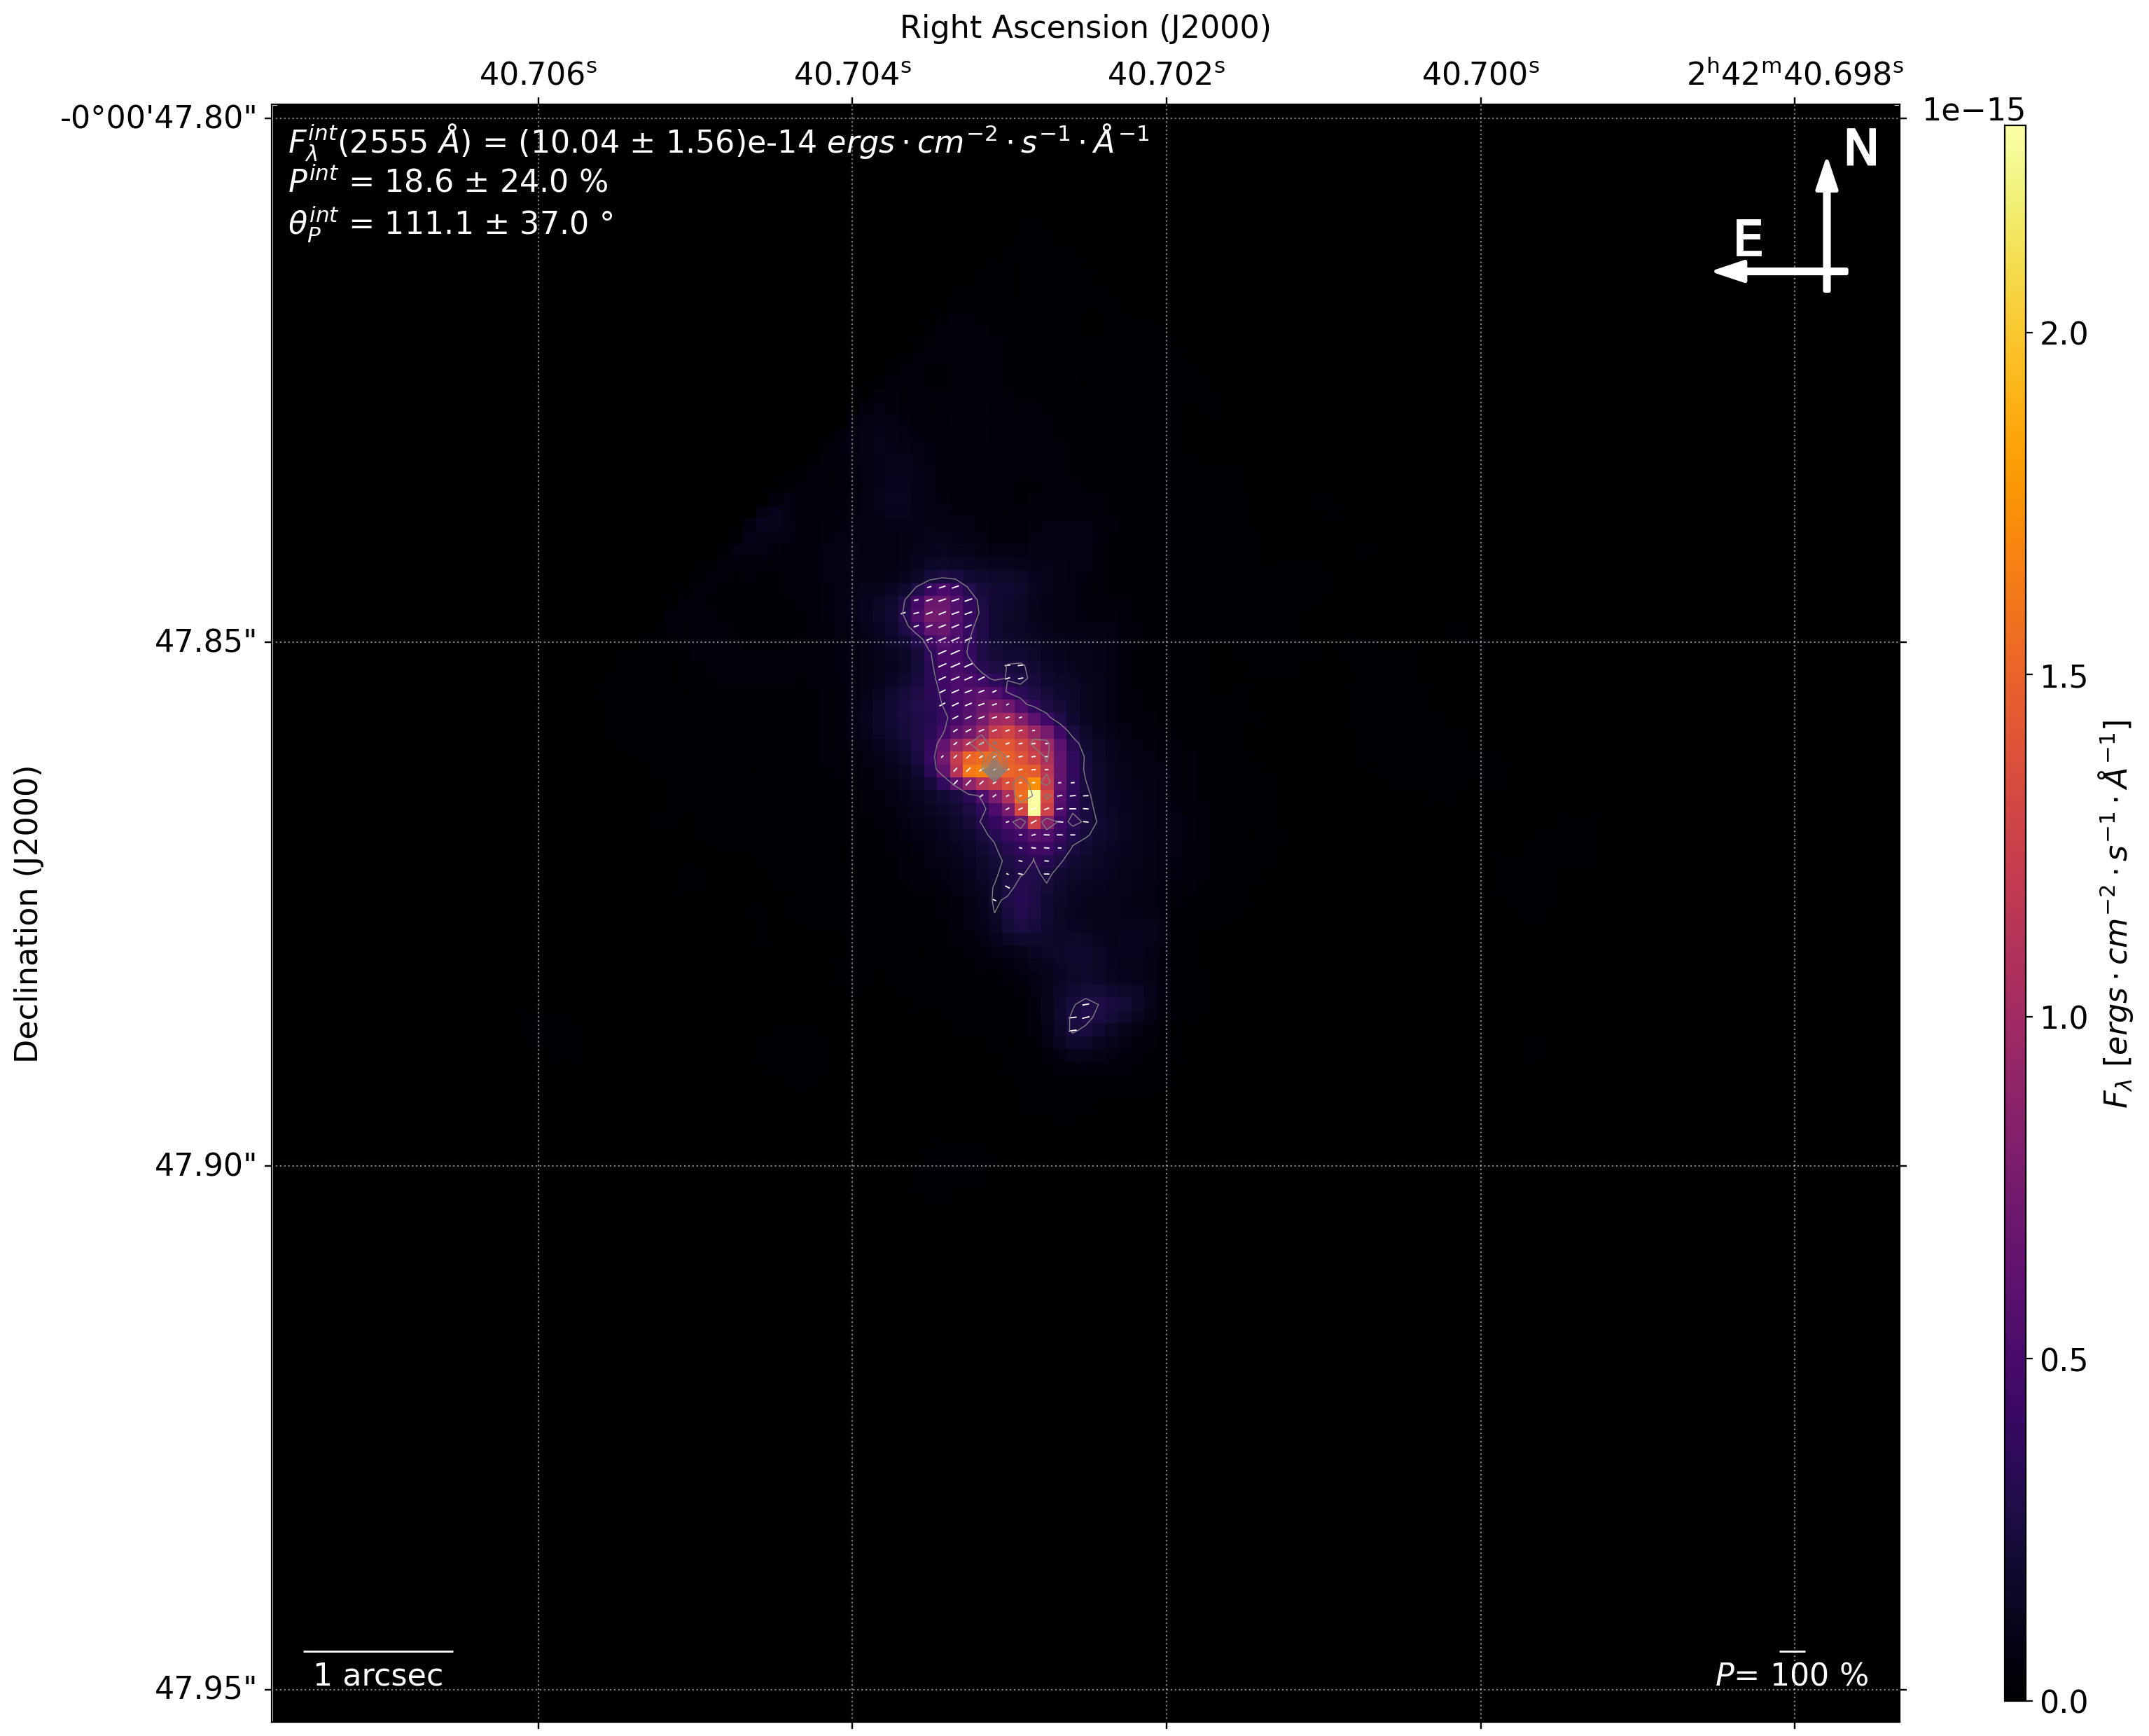 Right Ascension (J2000)
40.706ˢ 40.704ˢ 40.702ˢ 40.700ˢ 2ʰ42ᵐ40.698ˢ
-0°00'47.80"
47.85"
47.90"
47.95"
Declination (J2000)
F_λ^{int}(2555 Å) = (10.04 ± 1.56)e-14 ergs · cm⁻² · s⁻¹ · Å⁻¹
P^{int} = 18.6 ± 24.0 %
θ_P^{int} = 111.1 ± 37.0 °
N
E
1 arcsec
P= 100 %
1e−15
2.0
1.5
1.0
0.5
0.0
F_λ [ergs · cm⁻² · s⁻¹ · Å⁻¹]